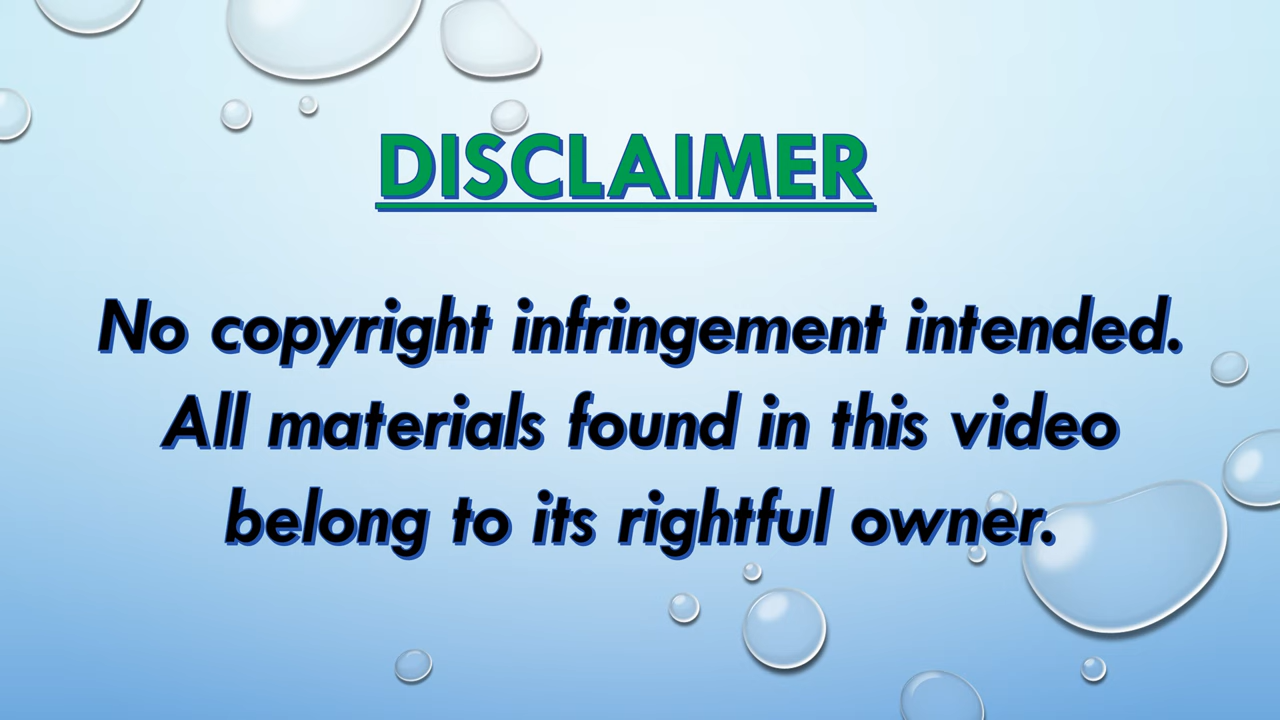 DISCLAIMER
No copyright infringement intended.
All materials found in this video
belong to its rightful owner.